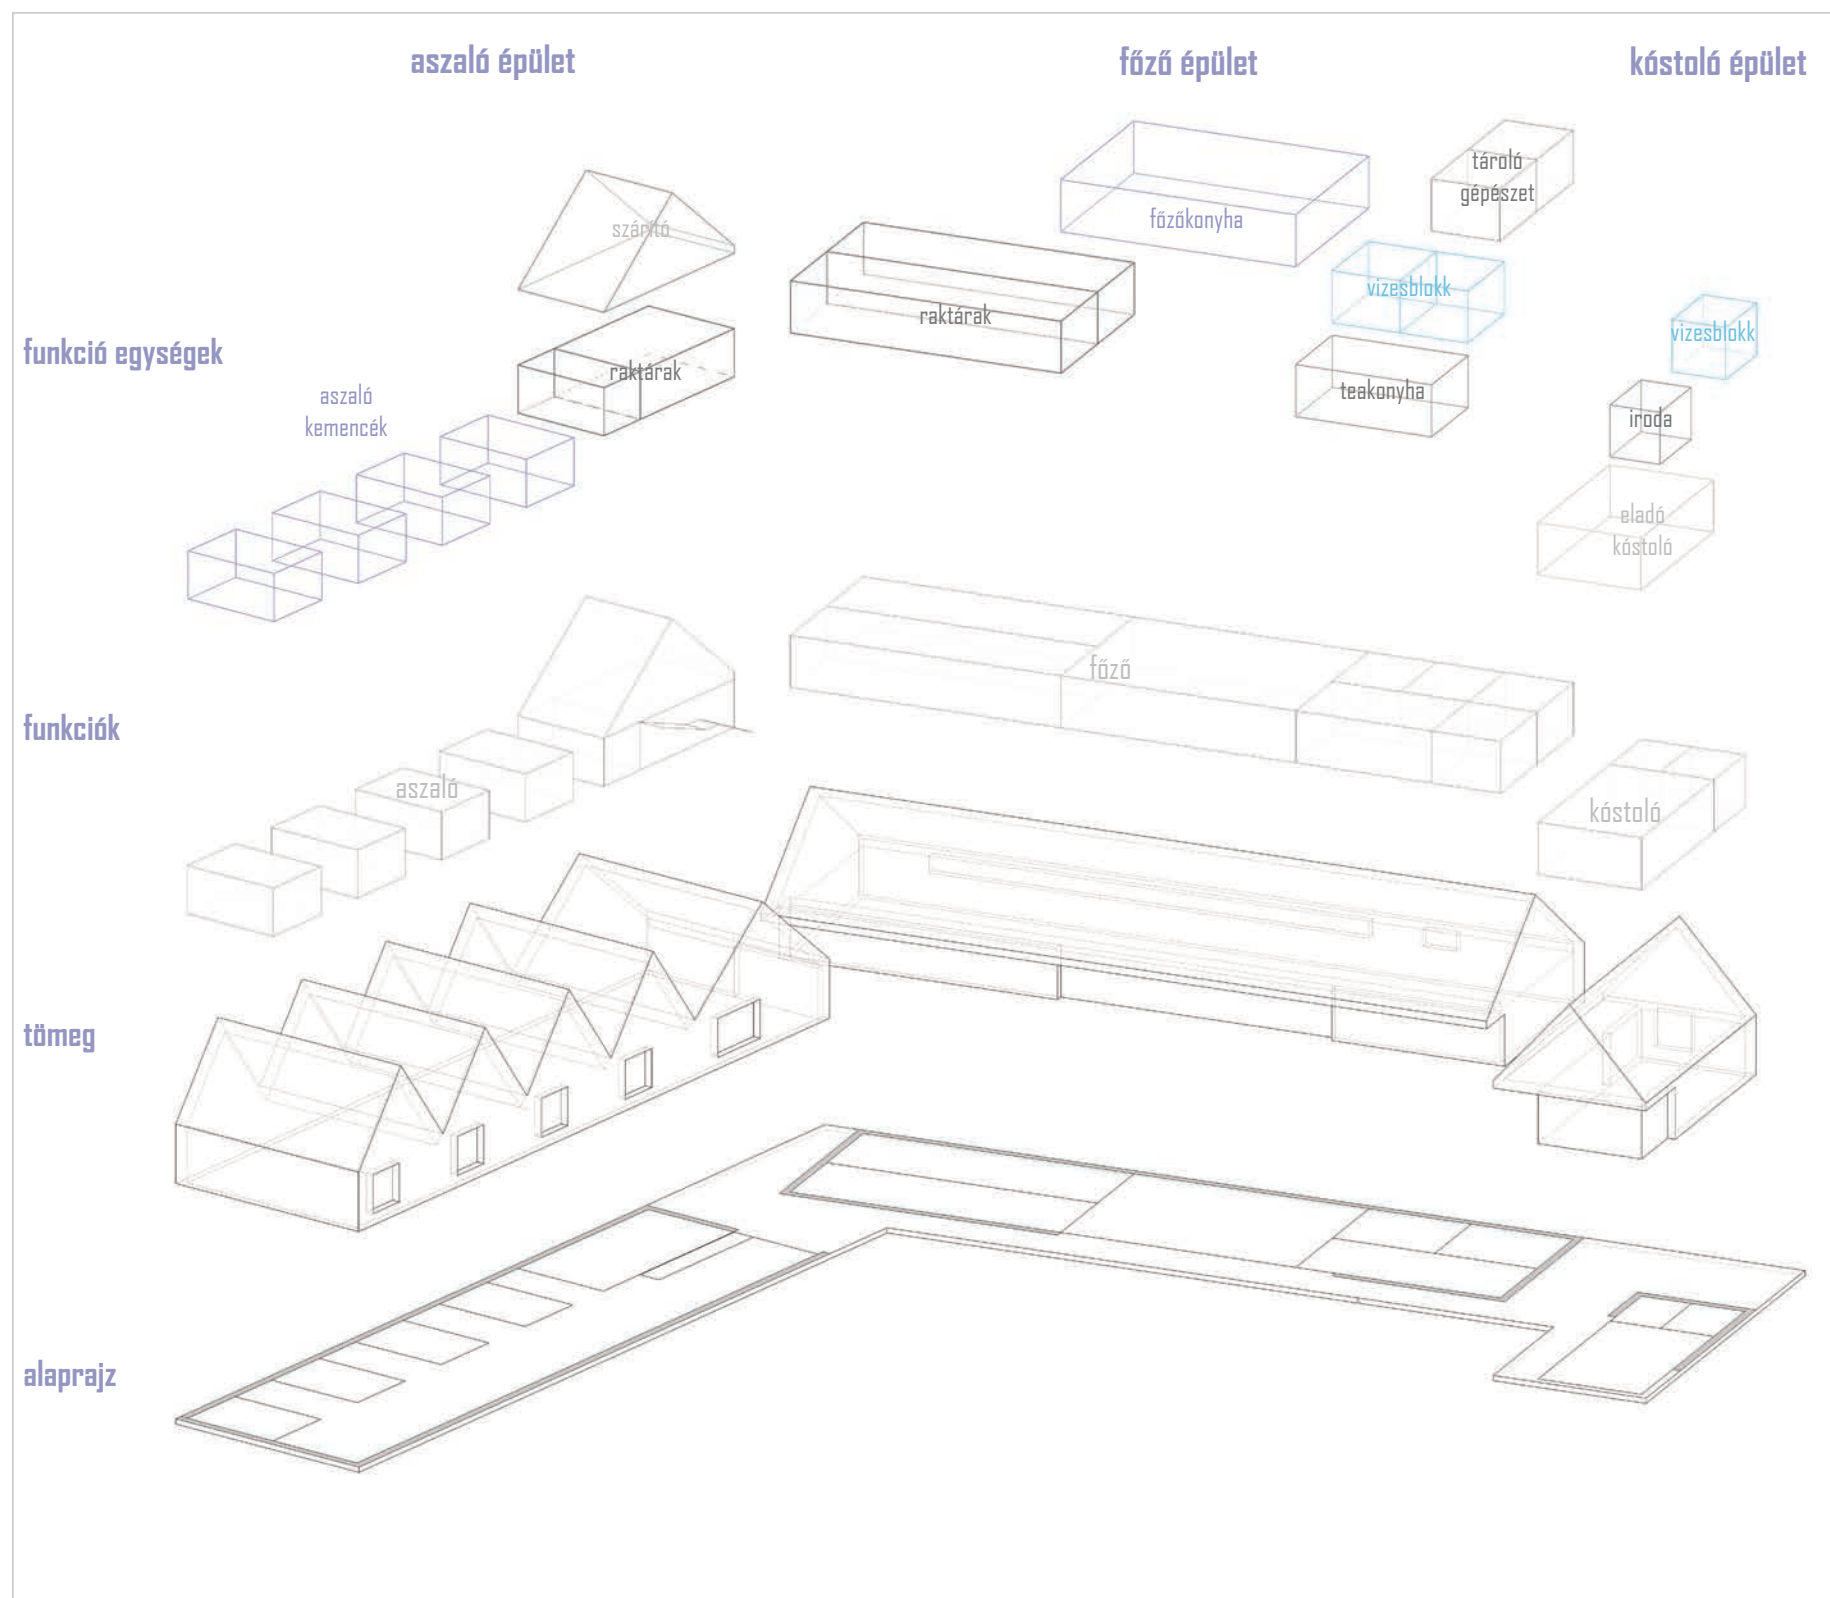 aszaló épület
főző épület
kóstoló épület
tároló
gépészet
szárító
főzőkonyha
raktárak
vizesblokk
vizesblokk
funkció egységek
raktárak
teakonyha
aszaló
kemencék
iroda
eladó
kóstoló
főző
funkciók
aszaló
kóstoló
tömeg
alaprajz